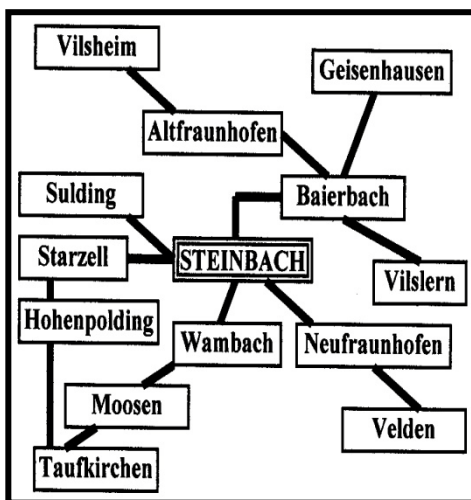 Vilsheim
Geisenhausen
Altfraunhofen
Sulding
Baierbach
Starzell
STEINBACH
Vilslern
Hohenpolding
Wambach
Neufraunhofen
Moosen
Velden
Taufkirchen